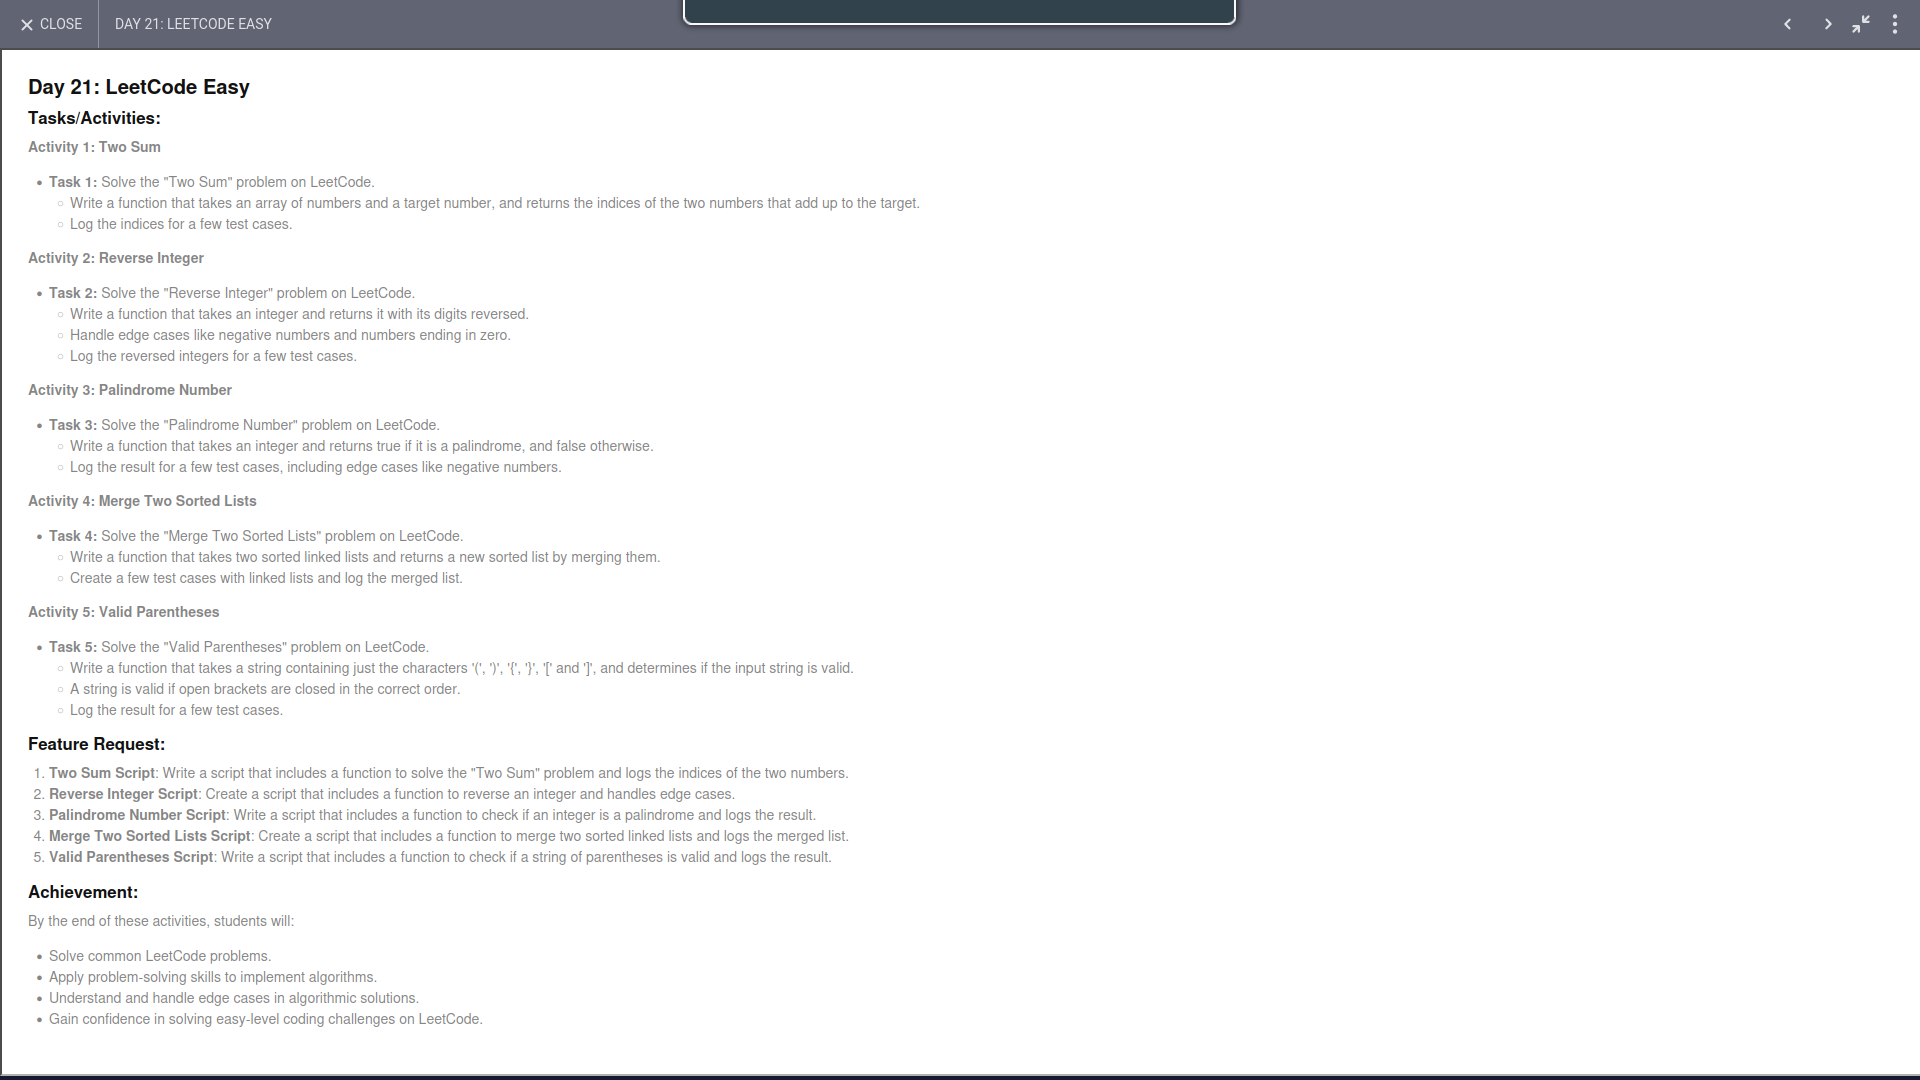 CLOSE
DAY 21: LEETCODE EASY
Day 21: LeetCode Easy
Tasks/Activities:
Activity 1: Two Sum
• Task 1: Solve the "Two Sum" problem on LeetCode.
○ Write a function that takes an array of numbers and a target number, and returns the indices of the two numbers that add up to the target.
○ Log the indices for a few test cases.
Activity 2: Reverse Integer
• Task 2: Solve the "Reverse Integer" problem on LeetCode.
○ Write a function that takes an integer and returns it with its digits reversed.
○ Handle edge cases like negative numbers and numbers ending in zero.
○ Log the reversed integers for a few test cases.
Activity 3: Palindrome Number
• Task 3: Solve the "Palindrome Number" problem on LeetCode.
○ Write a function that takes an integer and returns true if it is a palindrome, and false otherwise.
○ Log the result for a few test cases, including edge cases like negative numbers.
Activity 4: Merge Two Sorted Lists
• Task 4: Solve the "Merge Two Sorted Lists" problem on LeetCode.
○ Write a function that takes two sorted linked lists and returns a new sorted list by merging them.
○ Create a few test cases with linked lists and log the merged list.
Activity 5: Valid Parentheses
• Task 5: Solve the "Valid Parentheses" problem on LeetCode.
○ Write a function that takes a string containing just the characters '(', ')', '{', '}', '[' and ']', and determines if the input string is valid.
○ A string is valid if open brackets are closed in the correct order.
○ Log the result for a few test cases.
Feature Request:
1. Two Sum Script: Write a script that includes a function to solve the "Two Sum" problem and logs the indices of the two numbers.
2. Reverse Integer Script: Create a script that includes a function to reverse an integer and handles edge cases.
3. Palindrome Number Script: Write a script that includes a function to check if an integer is a palindrome and logs the result.
4. Merge Two Sorted Lists Script: Create a script that includes a function to merge two sorted linked lists and logs the merged list.
5. Valid Parentheses Script: Write a script that includes a function to check if a string of parentheses is valid and logs the result.
Achievement:
By the end of these activities, students will:
• Solve common LeetCode problems.
• Apply problem-solving skills to implement algorithms.
• Understand and handle edge cases in algorithmic solutions.
• Gain confidence in solving easy-level coding challenges on LeetCode.